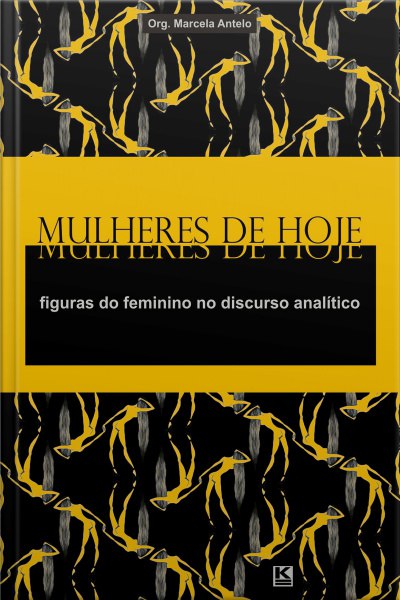 Org. Marcela Antelo
MULHERES DE HOJE
MULHERES DE HOJE
figuras do feminino no discurso analítico
K